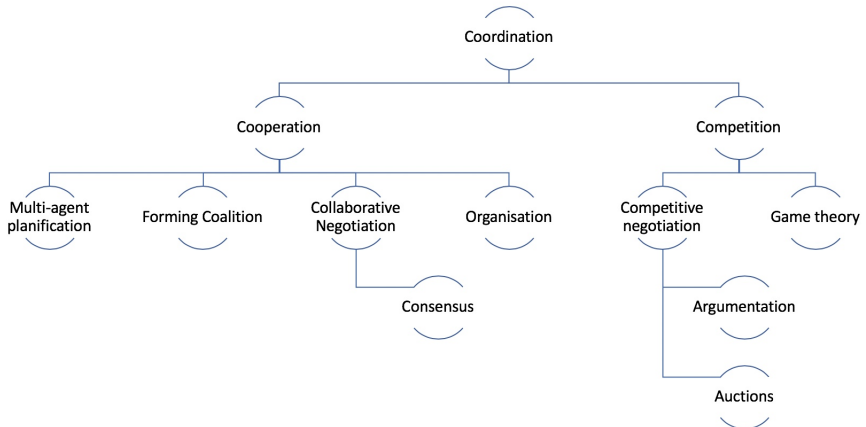 Coordination
Cooperation
Competition
Multi-agent
planification
Forming Coalition
Collaborative
Negotiation
Organisation
Competitive
negotiation
Game theory
Consensus
Argumentation
Auctions